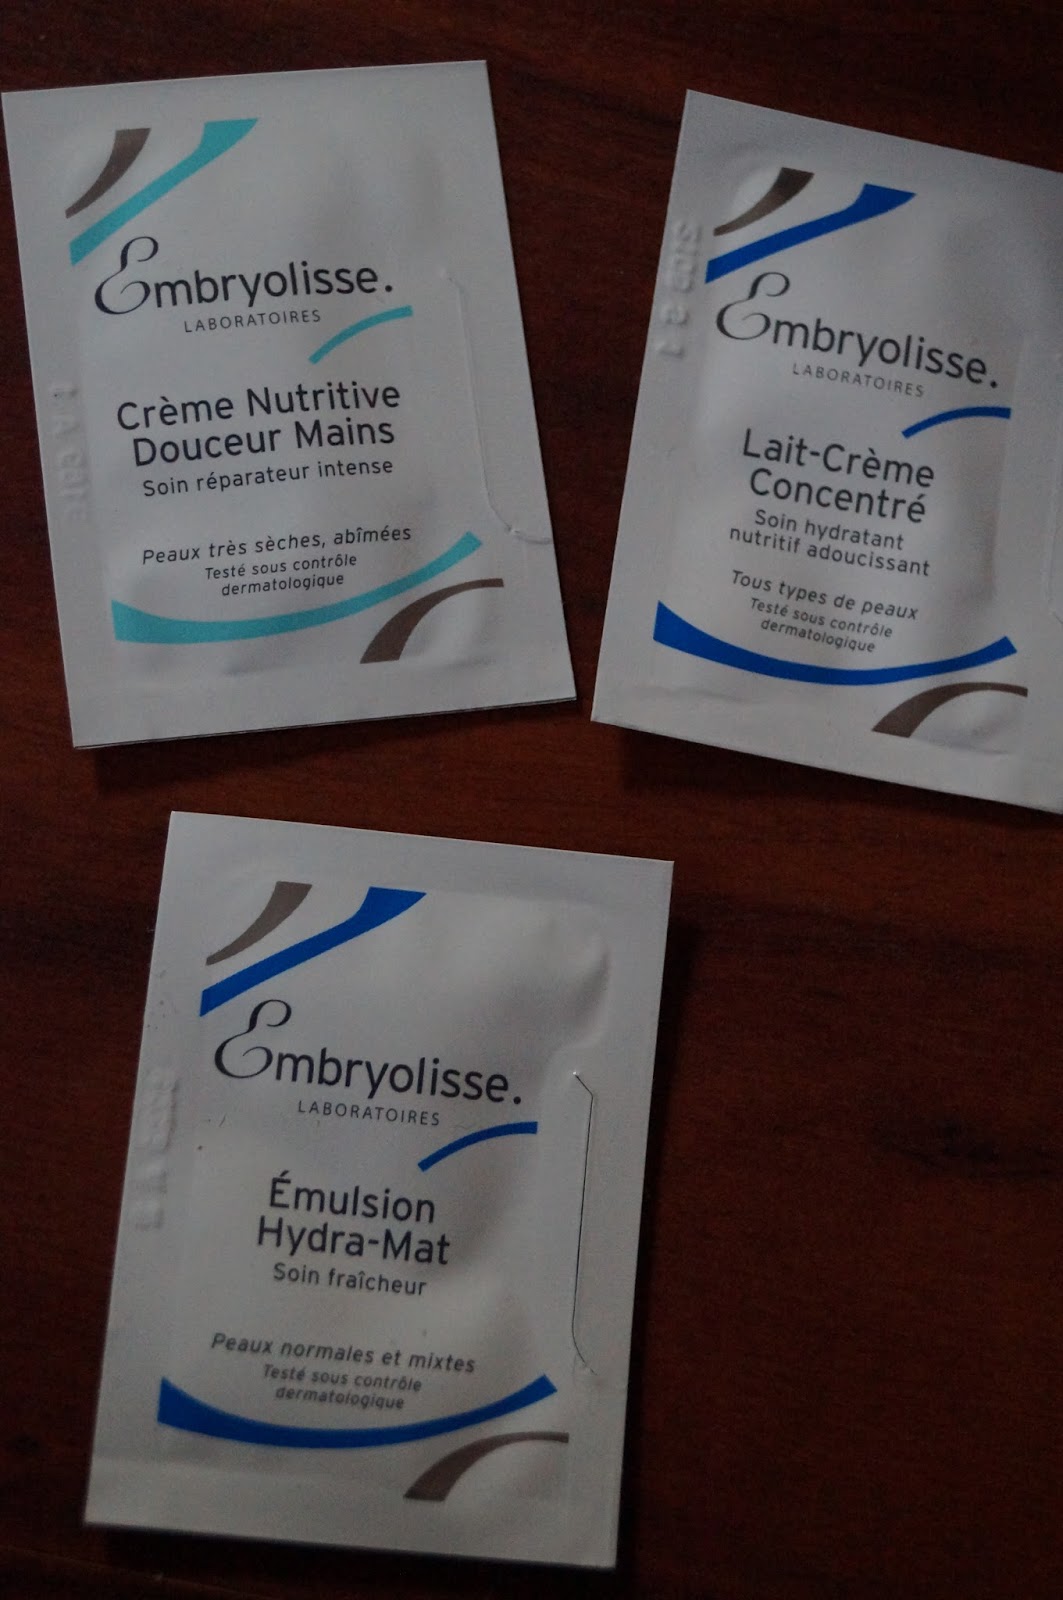 Embryolisse.
LABORATOIRES
Crème Nutritive
Douceur Mains
Soin réparateur intense
Peaux très sèches, abîmées
Testé sous contrôle
dermatologique
Embryolisse.
LABORATOIRES
Lait-Crème
Concentré
Soin hydratant
nutritif adoucissant
Tous types de peaux
Testé sous contrôle
dermatologique
Embryolisse.
LABORATOIRES
Émulsion
Hydra-Mat
Soin fraîcheur
Peaux normales et mixtes
Testé sous contrôle
dermatologique